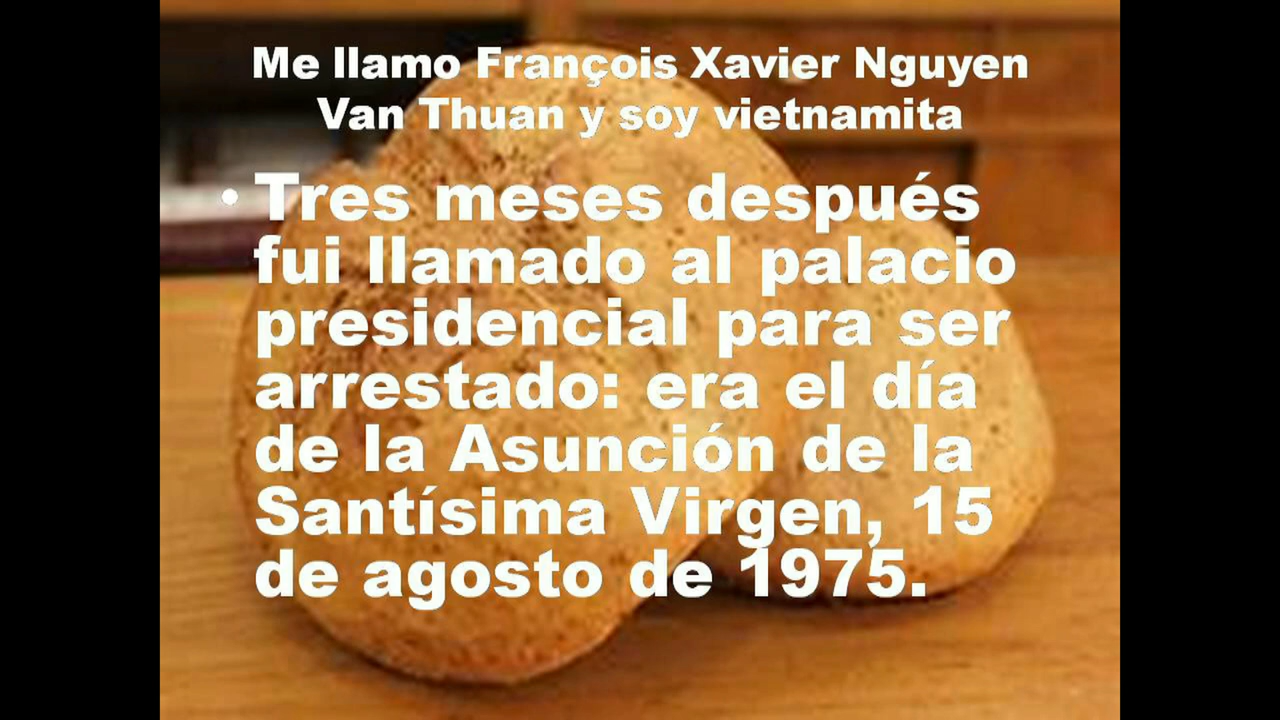 Me llamo François Xavier Nguyen
Van Thuan y soy vietnamita
• Tres meses después
fui llamado al palacio
presidencial para ser
arrestado: era el día
de la Asunción de la
Santísima Virgen, 15
de agosto de 1975.